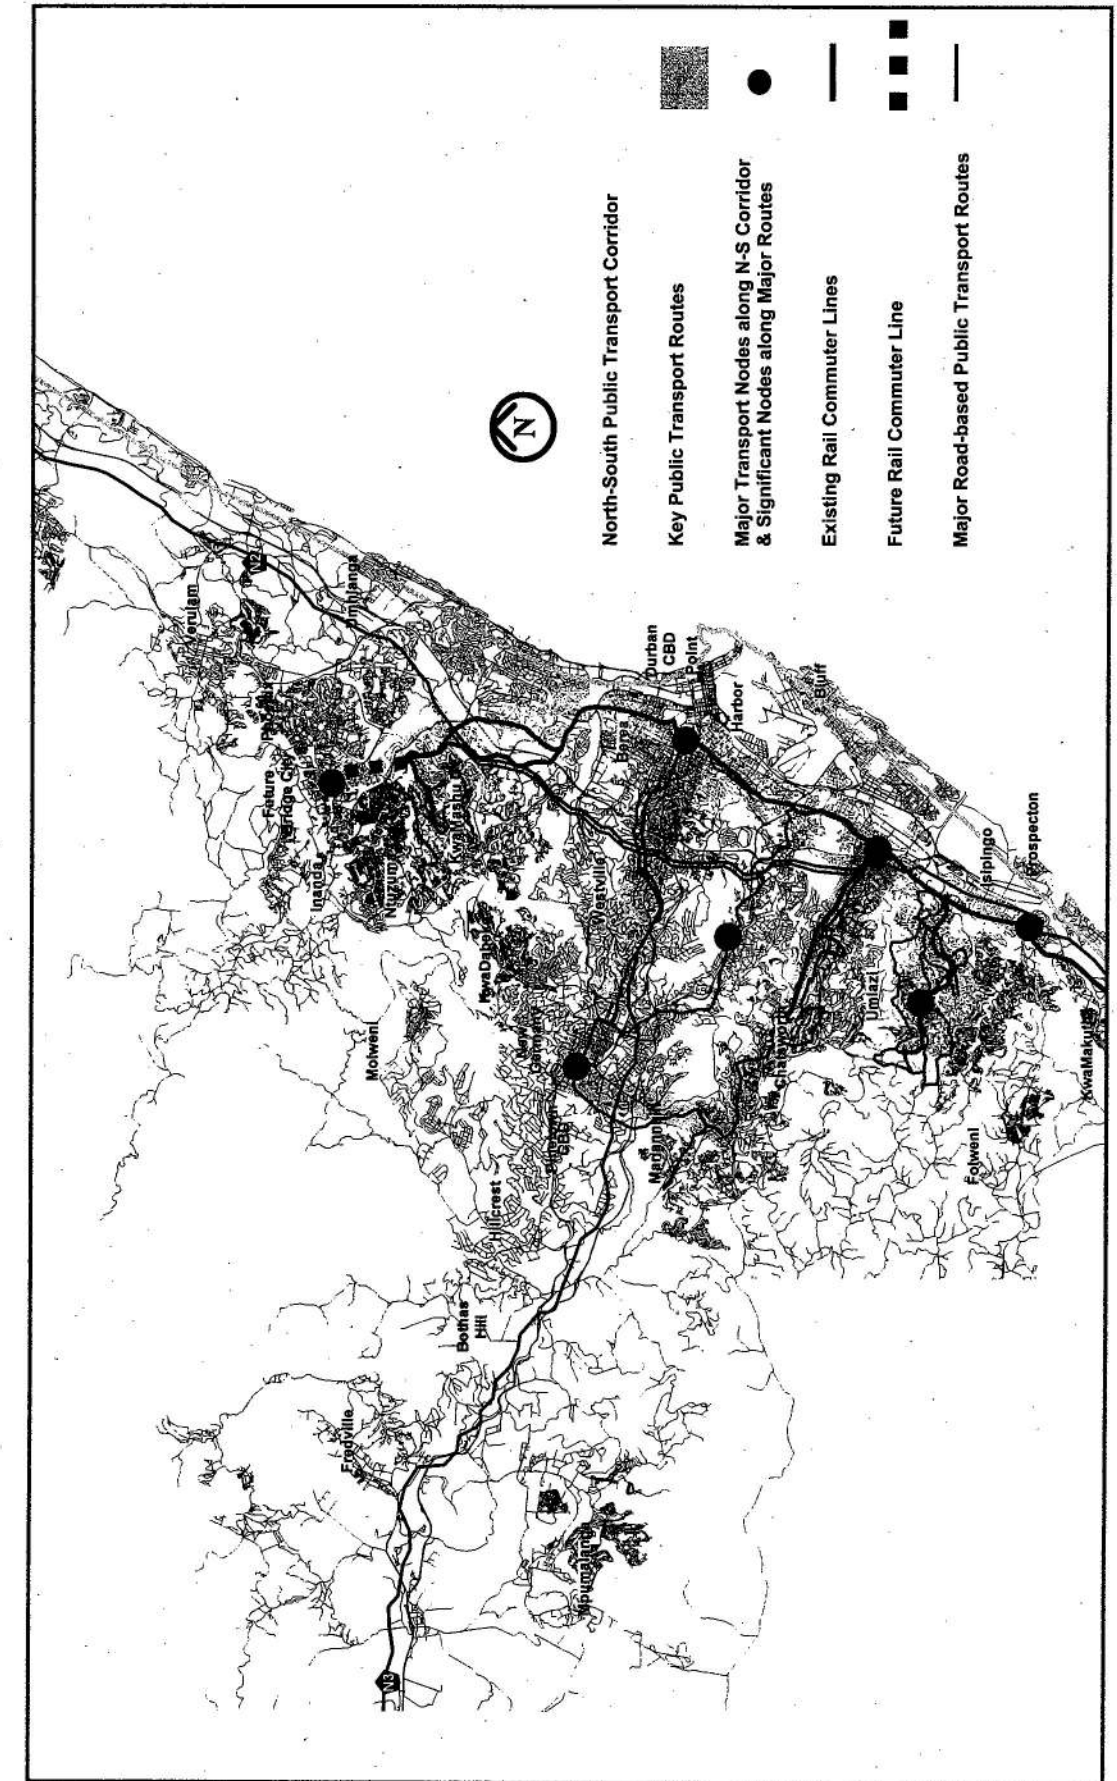 Verulam
N2
Umhlanga
Phoenix
Future
Bridge City
Inanda
Ntuzuma
KwaMashu
KwaDabeka
Molweni
New
Germany
Westville
Berea
Durban
CBD
Point
Harbor
Bluff
Isipingo
Prospecton
Umlazi
Chatsworth
KwaMakutha
Folweni
Pinetown
CBD
Hillcrest
Bothas
Hill
Fredville
Mpumalanga
N3
N
North-South Public Transport Corridor
Key Public Transport Routes
Major Transport Nodes along N-S Corridor
& Significant Nodes along Major Routes
Existing Rail Commuter Lines
Future Rail Commuter Line
Major Road-based Public Transport Routes